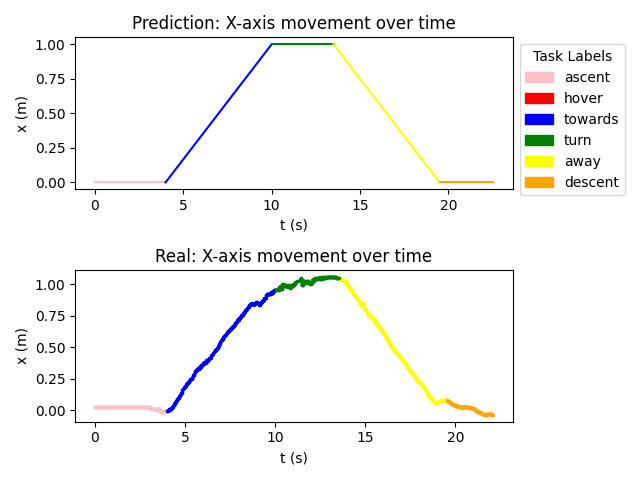 Prediction: X-axis movement over time
1.00
0.75
0.50
0.25
0.00
x (m)
0 5 10 15 20
t (s)
Task Labels
ascent
hover
towards
turn
away
descent
Real: X-axis movement over time
1.00
0.75
0.50
0.25
0.00
x (m)
0 5 10 15 20
t (s)